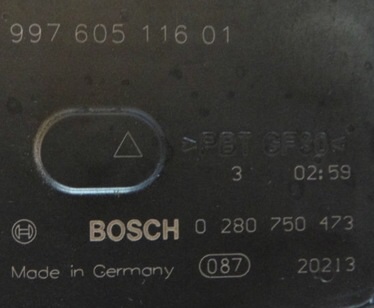 997 605 116 01
>PBT GF30<
3 02:59
BOSCH 0 280 750 473
Made in Germany 087 20213